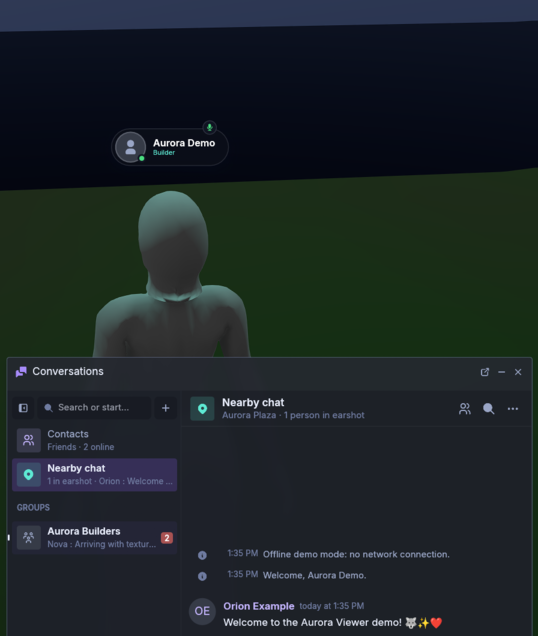 Aurora Demo
Builder
Conversations
Search or start...
Contacts
Friends · 2 online
Nearby chat
1 in earshot · Orion : Welcome ...
GROUPS
Aurora Builders
Nova : Arriving with textur...
2
Nearby chat
Aurora Plaza · 1 person in earshot
1:35 PM Offline demo mode: no network connection.
1:35 PM Welcome, Aurora Demo.
OE
Orion Example today at 1:35 PM
Welcome to the Aurora Viewer demo! 🐺✨❤️